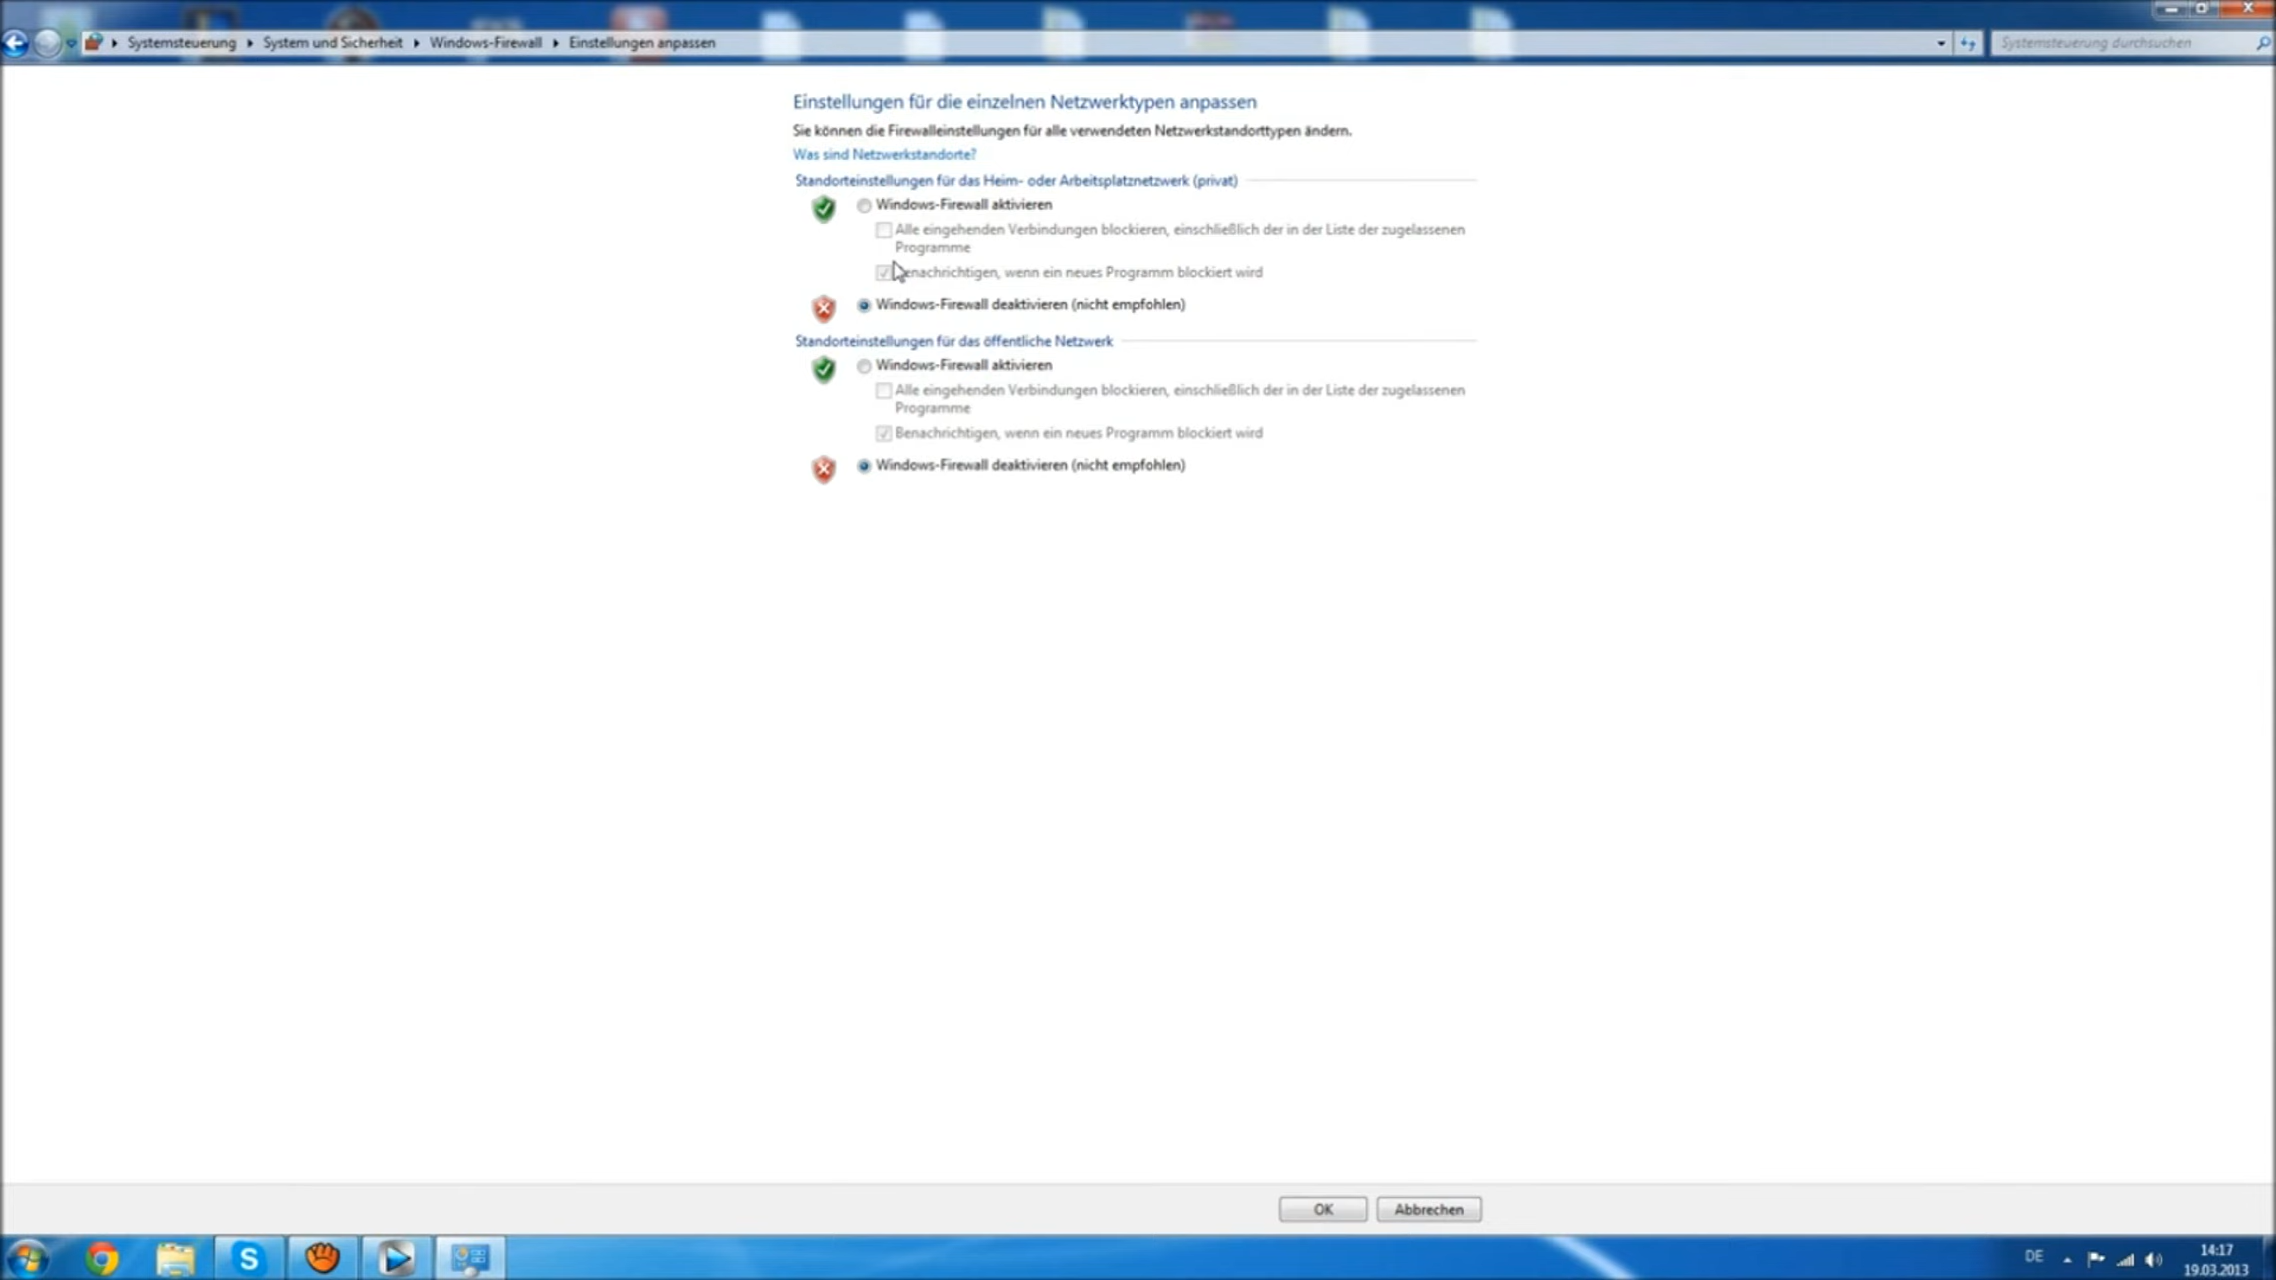 Systemsteuerung
System und Sicherheit
Windows-Firewall
Einstellungen anpassen
Systemsteuerung durchsuchen
Einstellungen für die einzelnen Netzwerktypen anpassen
Sie können die Firewalleinstellungen für alle verwendeten Netzwerkstandorttypen ändern.
Was sind Netzwerkstandorte?
Standorteinstellungen für das Heim- oder Arbeitsplatznetzwerk (privat)
Windows-Firewall aktivieren
Alle eingehenden Verbindungen blockieren, einschließlich der in der Liste der zugelassenen
Programme
Benachrichtigen, wenn ein neues Programm blockiert wird
Windows-Firewall deaktivieren (nicht empfohlen)
Standorteinstellungen für das öffentliche Netzwerk
Windows-Firewall aktivieren
Alle eingehenden Verbindungen blockieren, einschließlich der in der Liste der zugelassenen
Programme
Benachrichtigen, wenn ein neues Programm blockiert wird
Windows-Firewall deaktivieren (nicht empfohlen)
OK
Abbrechen
S
DE
14:17
19.03.2013